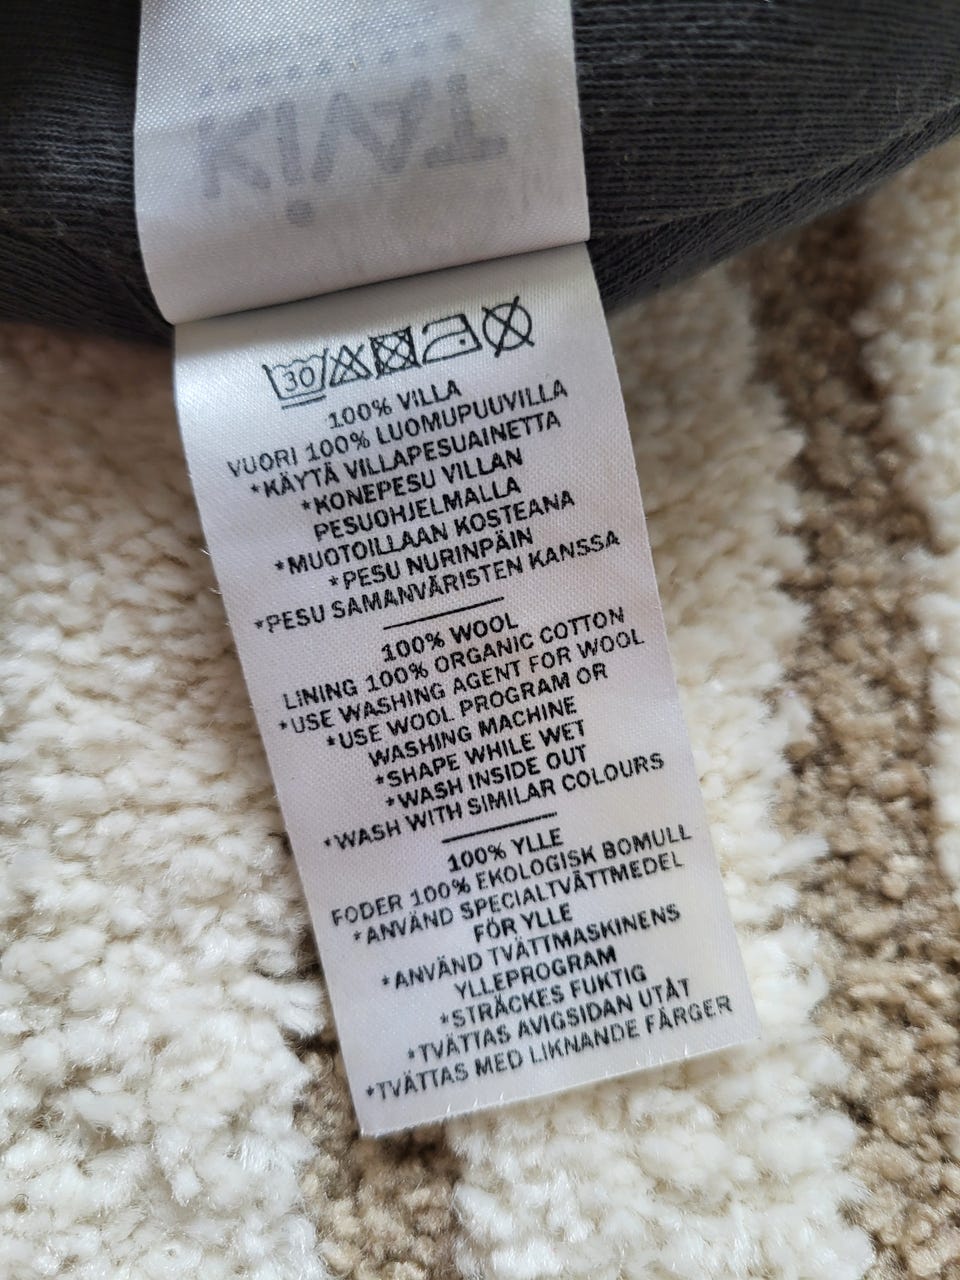 KIVAT
30
100% VILLA
VUORI 100% LUOMUPUUVILLA
*KÄYTÄ VILLAPESUAINETTA
*KONEPESU VILLAN
PESUOHJELMALLA
*MUOTOILLAAN KOSTEANA
*PESU NURINPÄIN
*PESU SAMANVÄRISTEN KANSSA
100% WOOL
LINING 100% ORGANIC COTTON
*USE WASHING AGENT FOR WOOL
*USE WOOL PROGRAM OR
WASHING MACHINE
*SHAPE WHILE WET
*WASH INSIDE OUT
*WASH WITH SIMILAR COLOURS
100% YLLE
FODER 100% EKOLOGISK BOMULL
*ANVÄND SPECIALTVÄTTMEDEL
FÖR YLLE
*ANVÄND TVÄTTMASKINENS
YLLEPROGRAM
*STRÄCKES FUKTIG
*TVÄTTAS AVIGSIDAN UTÅT
*TVÄTTAS MED LIKNANDE FÄRGER